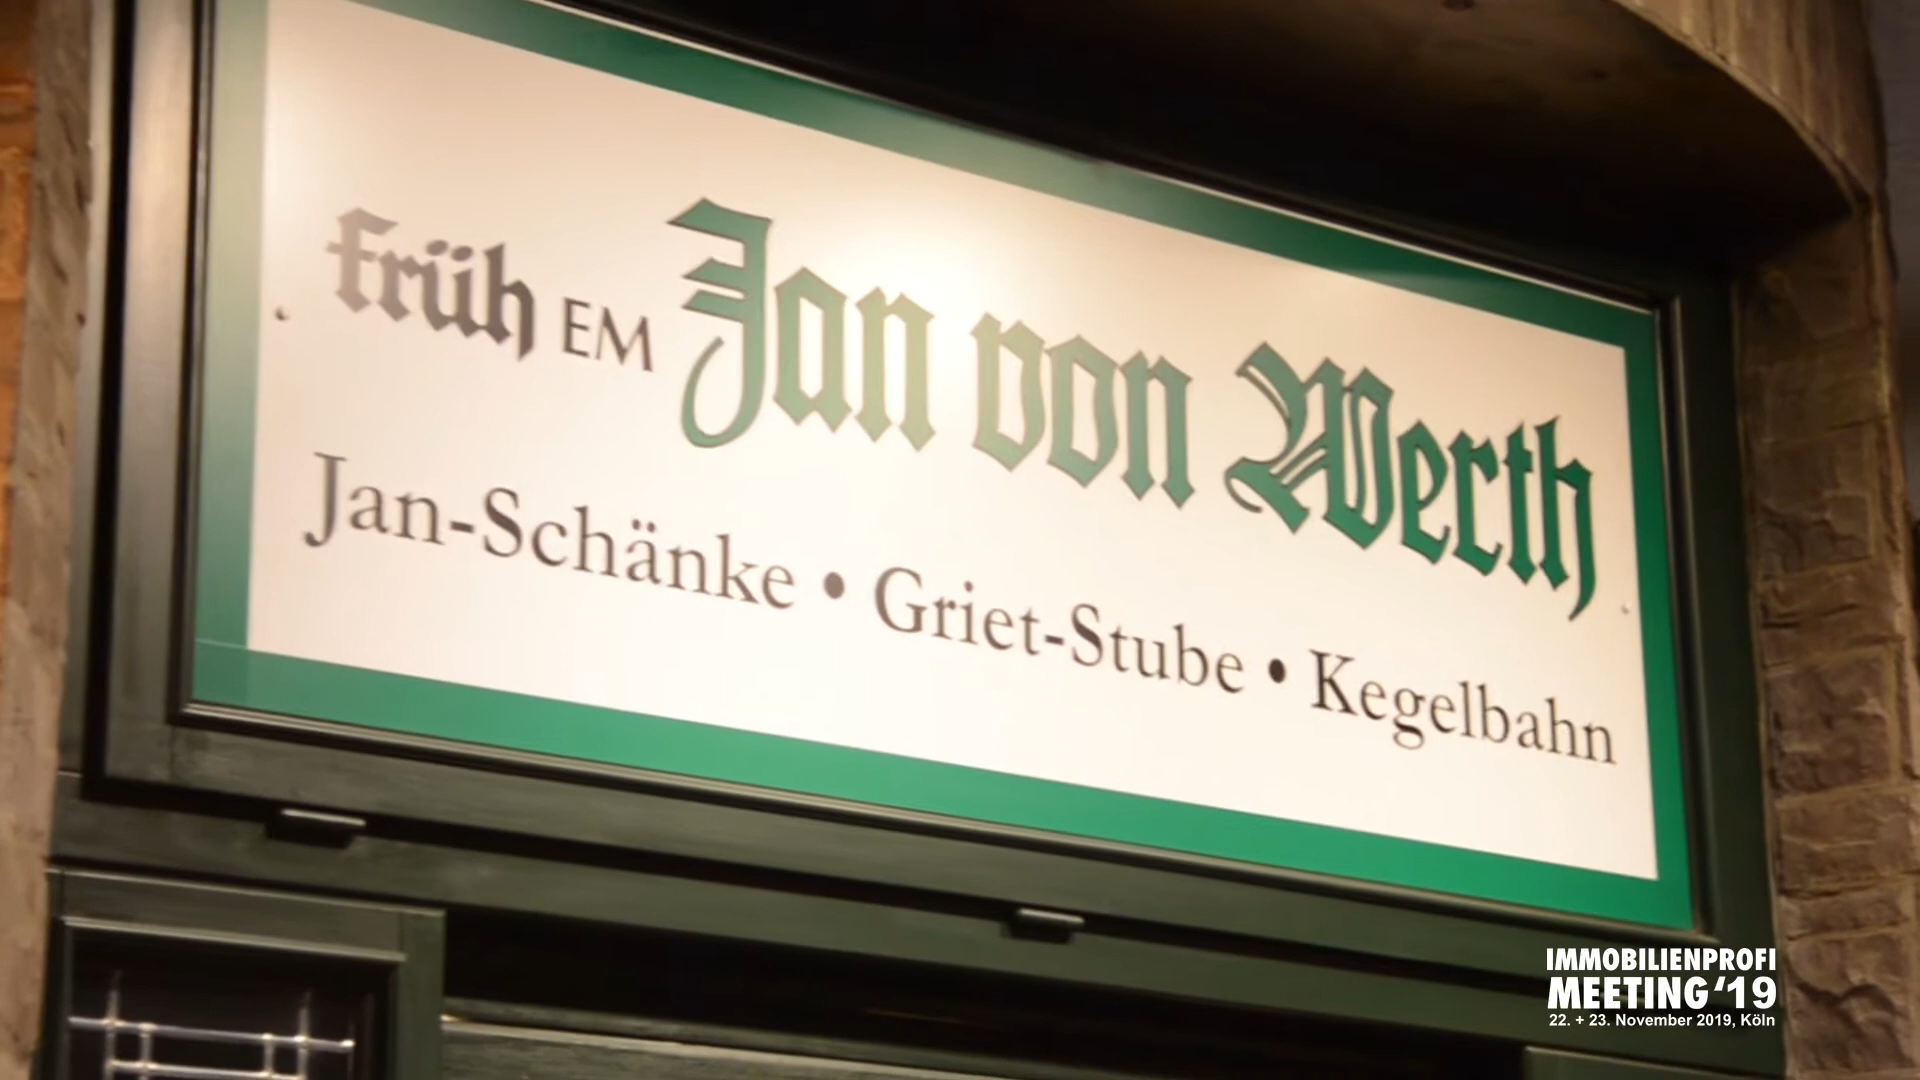 früh EM Jan von Werth
Jan-Schänke • Griet-Stube • Kegelbahn
IMMOBILIENPROFI
MEETING ‘19
22. + 23. November 2019, Köln